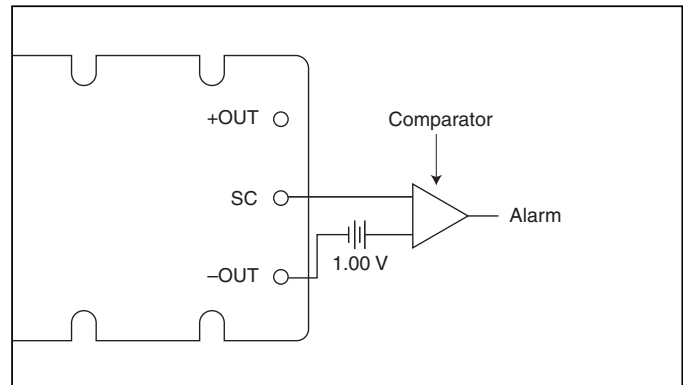 +OUT
Comparator
SC
Alarm
1.00 V
–OUT